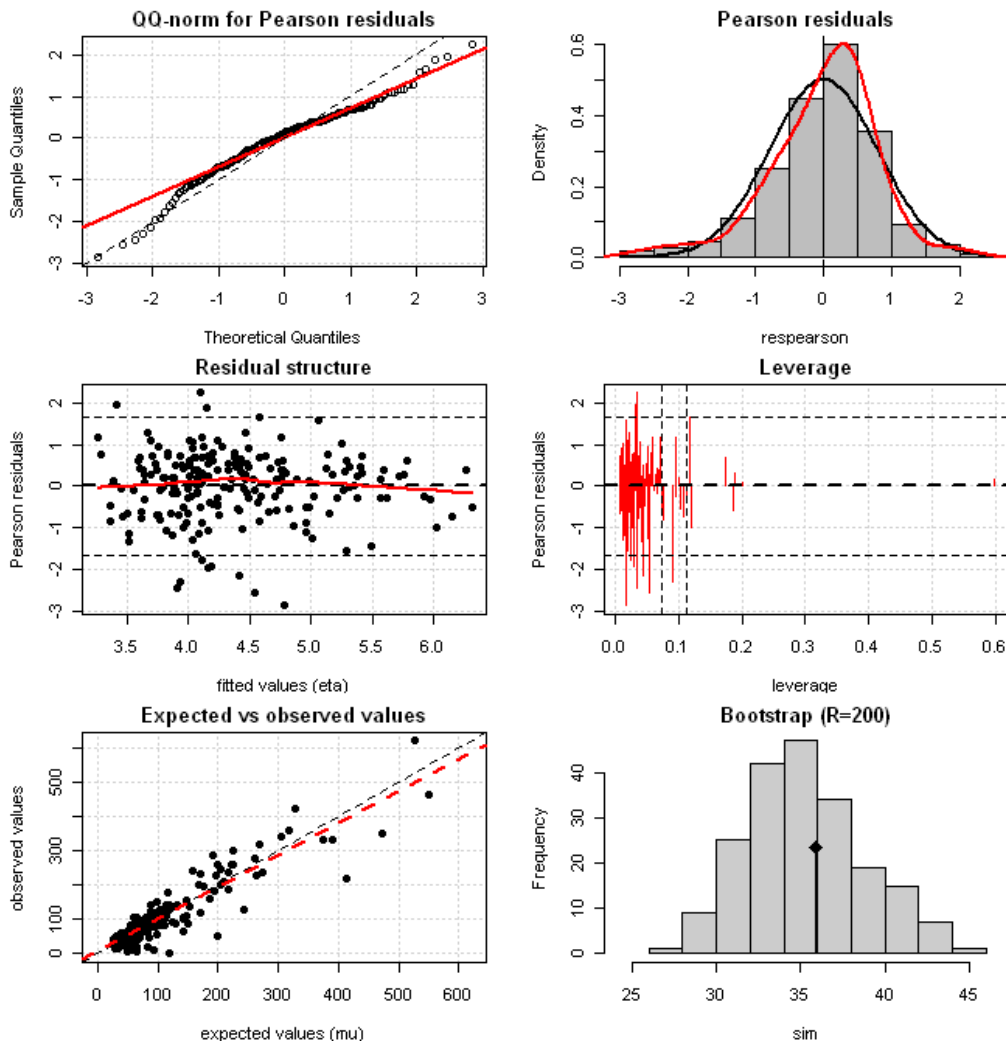 QQ-norm for Pearson residuals
Sample Quantiles
2
1
0
-1
-2
-3
-3 -2 -1 0 1 2 3
Theoretical Quantiles
Pearson residuals
Density
0.6
0.4
0.2
0.0
-3 -2 -1 0 1 2
respearson
Residual structure
Pearson residuals
2
1
0
-1
-2
-3
3.5 4.0 4.5 5.0 5.5 6.0
fitted values (eta)
Leverage
Pearson residuals
2
1
0
-1
-2
-3
0.0 0.1 0.2 0.3 0.4 0.5 0.6
leverage
Expected vs observed values
observed values
500
300
100
0
0 100 200 300 400 500 600
expected values (mu)
Bootstrap (R=200)
Frequency
40
30
20
10
0
25 30 35 40 45
sim